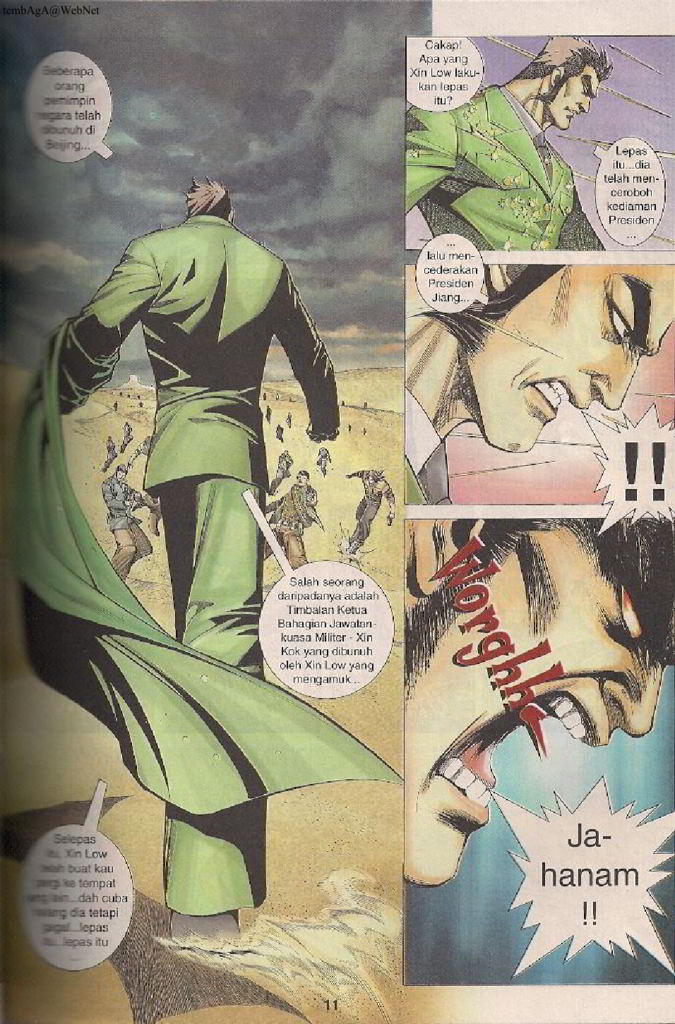 tembAgA@WebNet
Beberapa
orang
pemimpin
negara telah
dibunuh di
Beijing...
Salah seorang
daripadanya adalah
Timbalan Ketua
Bahagian Jawatan-
kuasa Militer - Xin
Kok yang dibunuh
oleh Xin Low yang
mengamuk...
Selepas
itu, Xin Low
telah buat kau
pergi ke tempat
lain...dah cuba
dia tetapi
gagal...lepas
itu...lepas itu
...
Cakap!
Apa yang
Xin Low laku-
kan lepas
itu?
Lepas
itu...dia
telah men-
ceroboh
kediaman
Presiden
...
...
lalu men-
cederakan
Presiden
Jiang...
!!
Worghhh
Ja-
hanam
!!
11